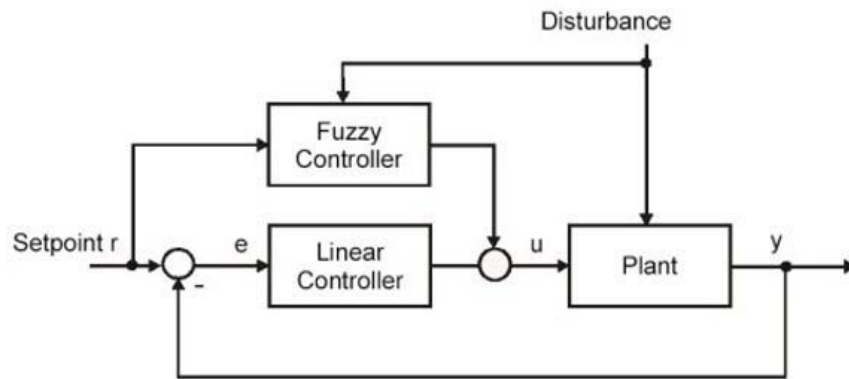 Disturbance
Fuzzy
Controller
Setpoint r
-
e
Linear
Controller
u
Plant
y